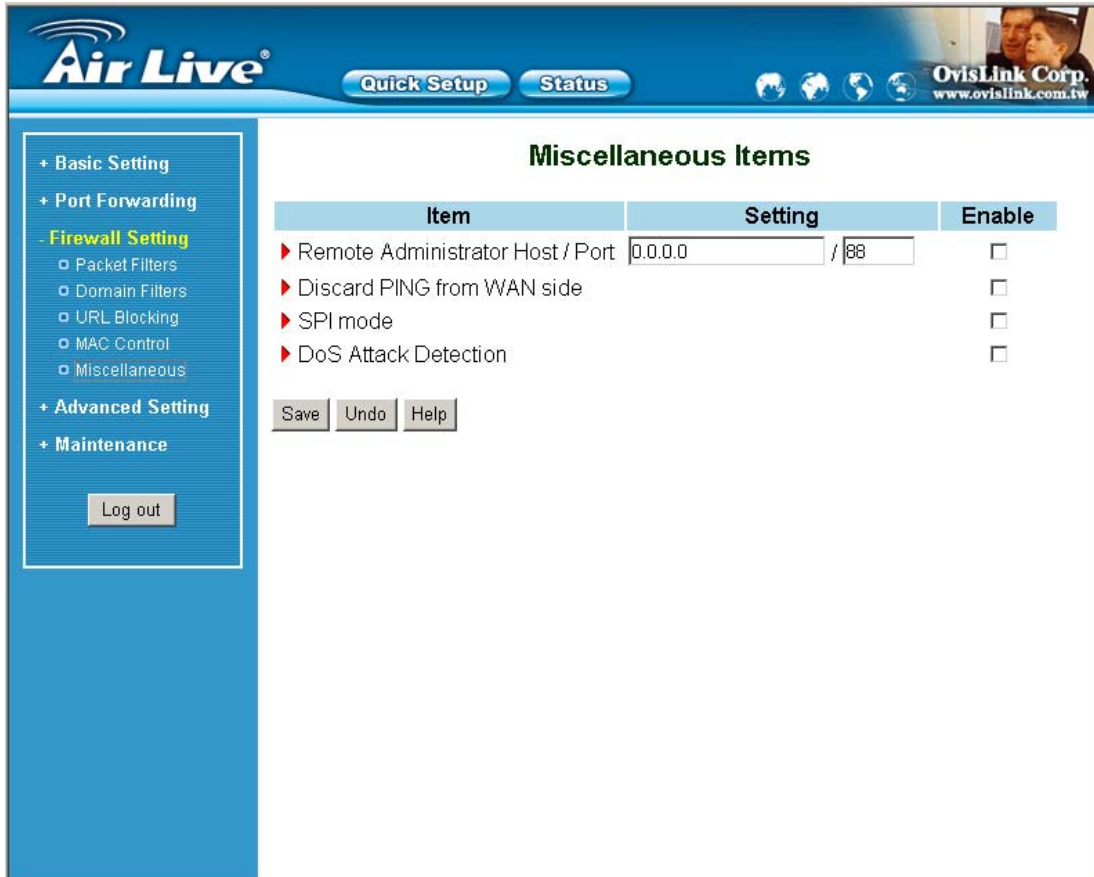 Air Live®
Quick Setup Status
OvisLink Corp.
www.ovislink.com.tw
+ Basic Setting
+ Port Forwarding
- Firewall Setting
Packet Filters
Domain Filters
URL Blocking
MAC Control
Miscellaneous
+ Advanced Setting
+ Maintenance
Log out
Miscellaneous Items
Item Setting Enable
Remote Administrator Host / Port 0.0.0.0 / 88
Discard PING from WAN side
SPI mode
DoS Attack Detection
Save Undo Help